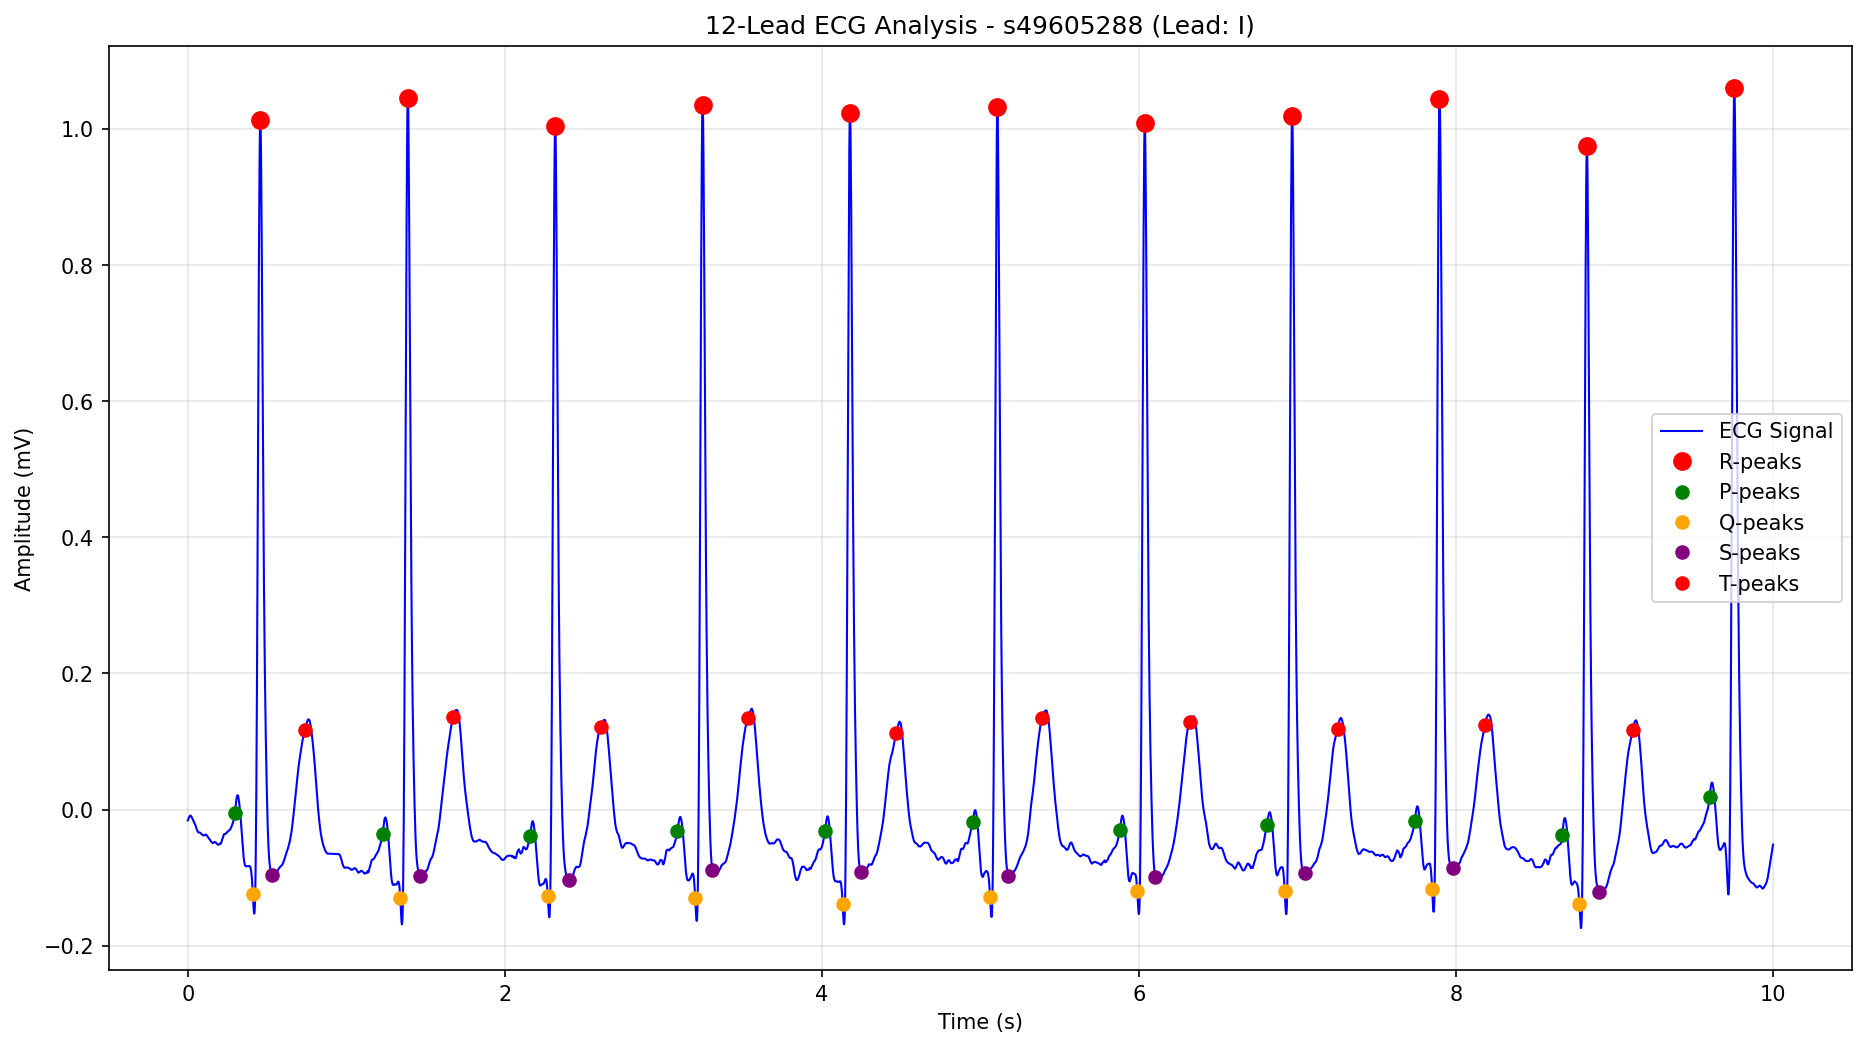 12-Lead ECG Analysis - s49605288 (Lead: I)
Amplitude (mV)
1.0
0.8
0.6
0.4
0.2
0.0
−0.2
ECG Signal
R-peaks
P-peaks
Q-peaks
S-peaks
T-peaks
0 2 4 6 8 10
Time (s)